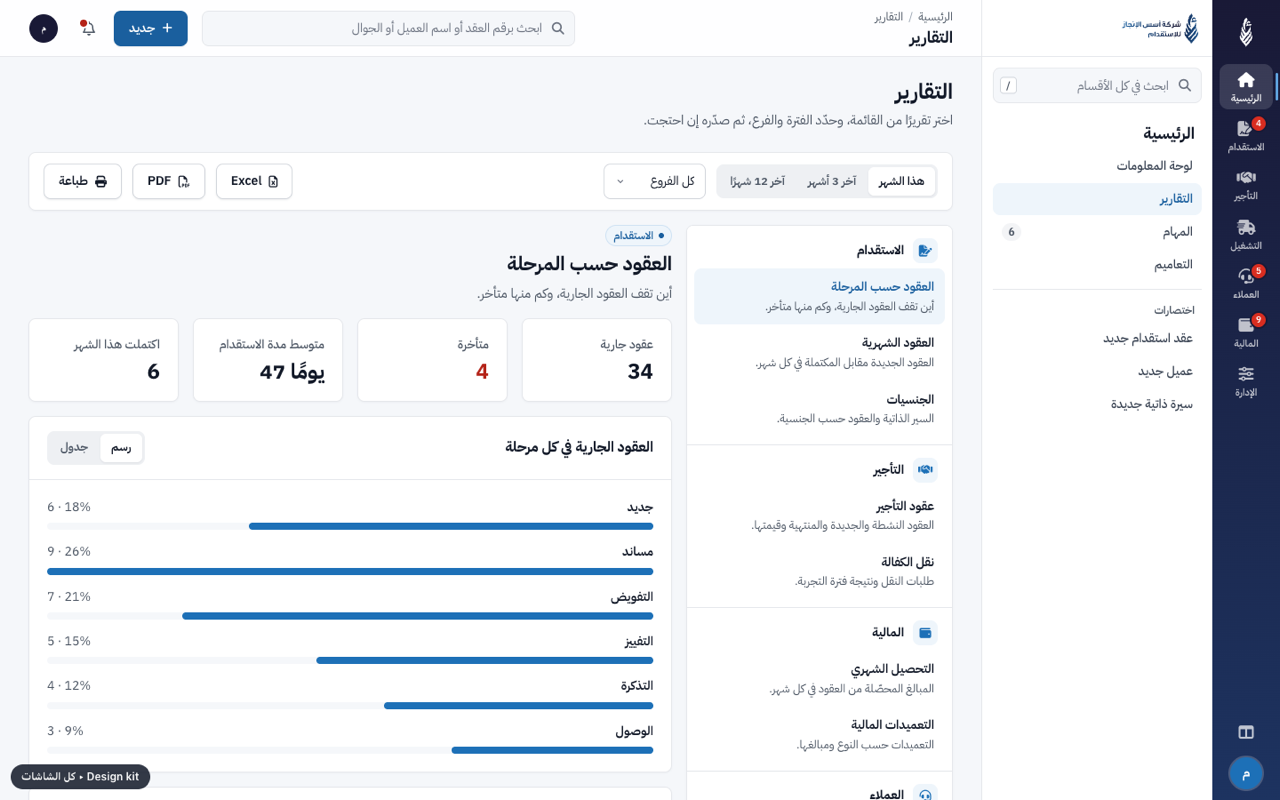 شركة أسس الإنجاز
للاستقدام
الرئيسية
4
الاستقدام
التأجير
التشغيل
5
العملاء
9
المالية
الإدارة
م
ابحث في كل الأقسام
/
الرئيسية
لوحة المعلومات
التقارير
المهام
6
التعاميم
اختصارات
عقد استقدام جديد
عميل جديد
سيرة ذاتية جديدة
الرئيسية / التقارير
التقارير
ابحث برقم العقد أو اسم العميل أو الجوال
+ جديد
م
التقارير
اختر تقريرًا من القائمة، وحدّد الفترة والفرع، ثم صدّره إن احتجت.
هذا الشهر
آخر 3 أشهر
آخر 12 شهرًا
كل الفروع
Excel
PDF
طباعة
الاستقدام
العقود حسب المرحلة
أين تقف العقود الجارية، وكم منها متأخر.
العقود الشهرية
العقود الجديدة مقابل المكتملة في كل شهر.
الجنسيات
السير الذاتية والعقود حسب الجنسية.
التأجير
عقود التأجير
العقود النشطة والجديدة والمنتهية وقيمتها.
نقل الكفالة
طلبات النقل ونتيجة فترة التجربة.
المالية
التحصيل الشهري
المبالغ المحصّلة من العقود في كل شهر.
التعميدات المالية
التعميدات حسب النوع ومبالغها.
العملاء
الاستقدام
العقود حسب المرحلة
أين تقف العقود الجارية، وكم منها متأخر.
عقود جارية
34
متأخرة
4
متوسط مدة الاستقدام
47 يومًا
اكتملت هذا الشهر
6
العقود الجارية في كل مرحلة
رسم
جدول
جديد
6 · 18%
مساند
9 · 26%
التفويض
7 · 21%
التفييز
5 · 15%
التذكرة
4 · 12%
الوصول
3 · 9%
Design kit • كل الشاشات